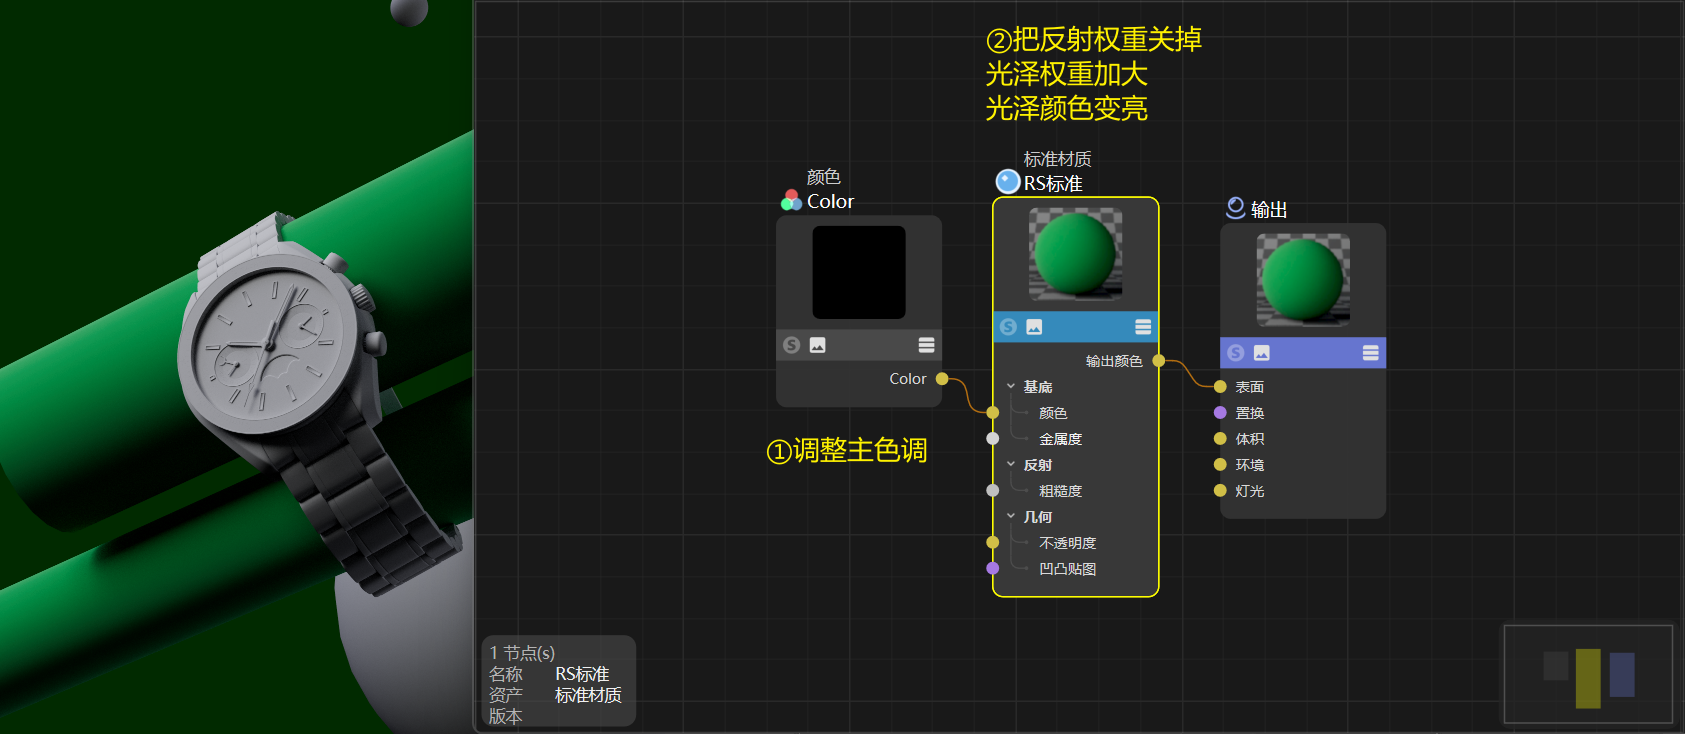 ②把反射权重关掉
光泽权重加大
光泽颜色变亮
颜色
Color
S
Color
①调整主色调
标准材质
RS标准
S
输出颜色
基底
颜色
金属度
反射
粗糙度
几何
不透明度
凹凸贴图
输出
S
表面
置换
体积
环境
灯光
1 节点(s)
名称 RS标准
资产 标准材质
版本